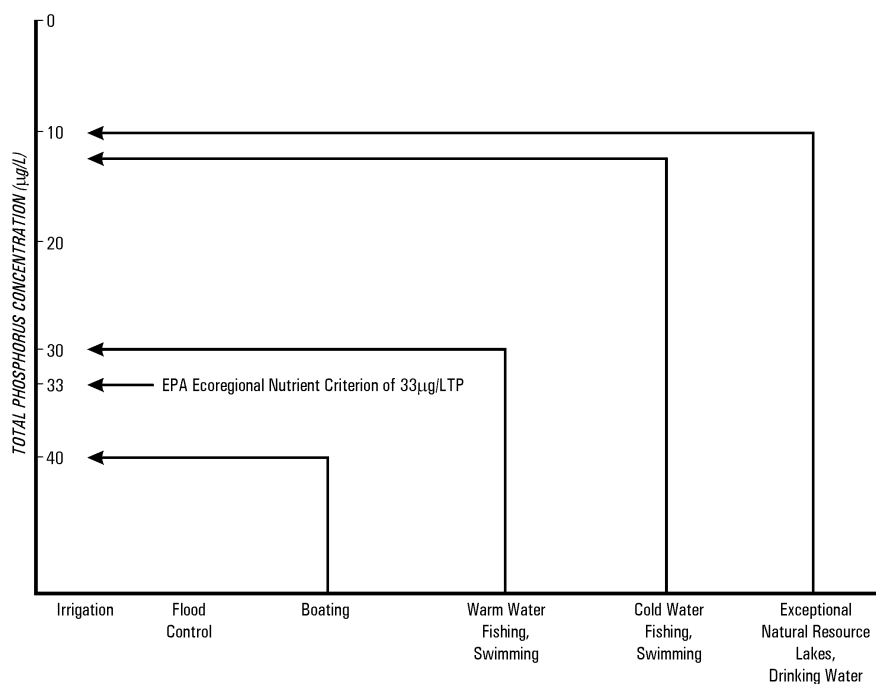 TOTAL PHOSPHORUS CONCENTRATION (µg/L)
0
10
20
30
33
EPA Ecoregional Nutrient Criterion of 33µg/LTP
40
Irrigation
Flood
Control
Boating
Warm Water
Fishing,
Swimming
Cold Water
Fishing,
Swimming
Exceptional
Natural Resource
Lakes,
Drinking Water